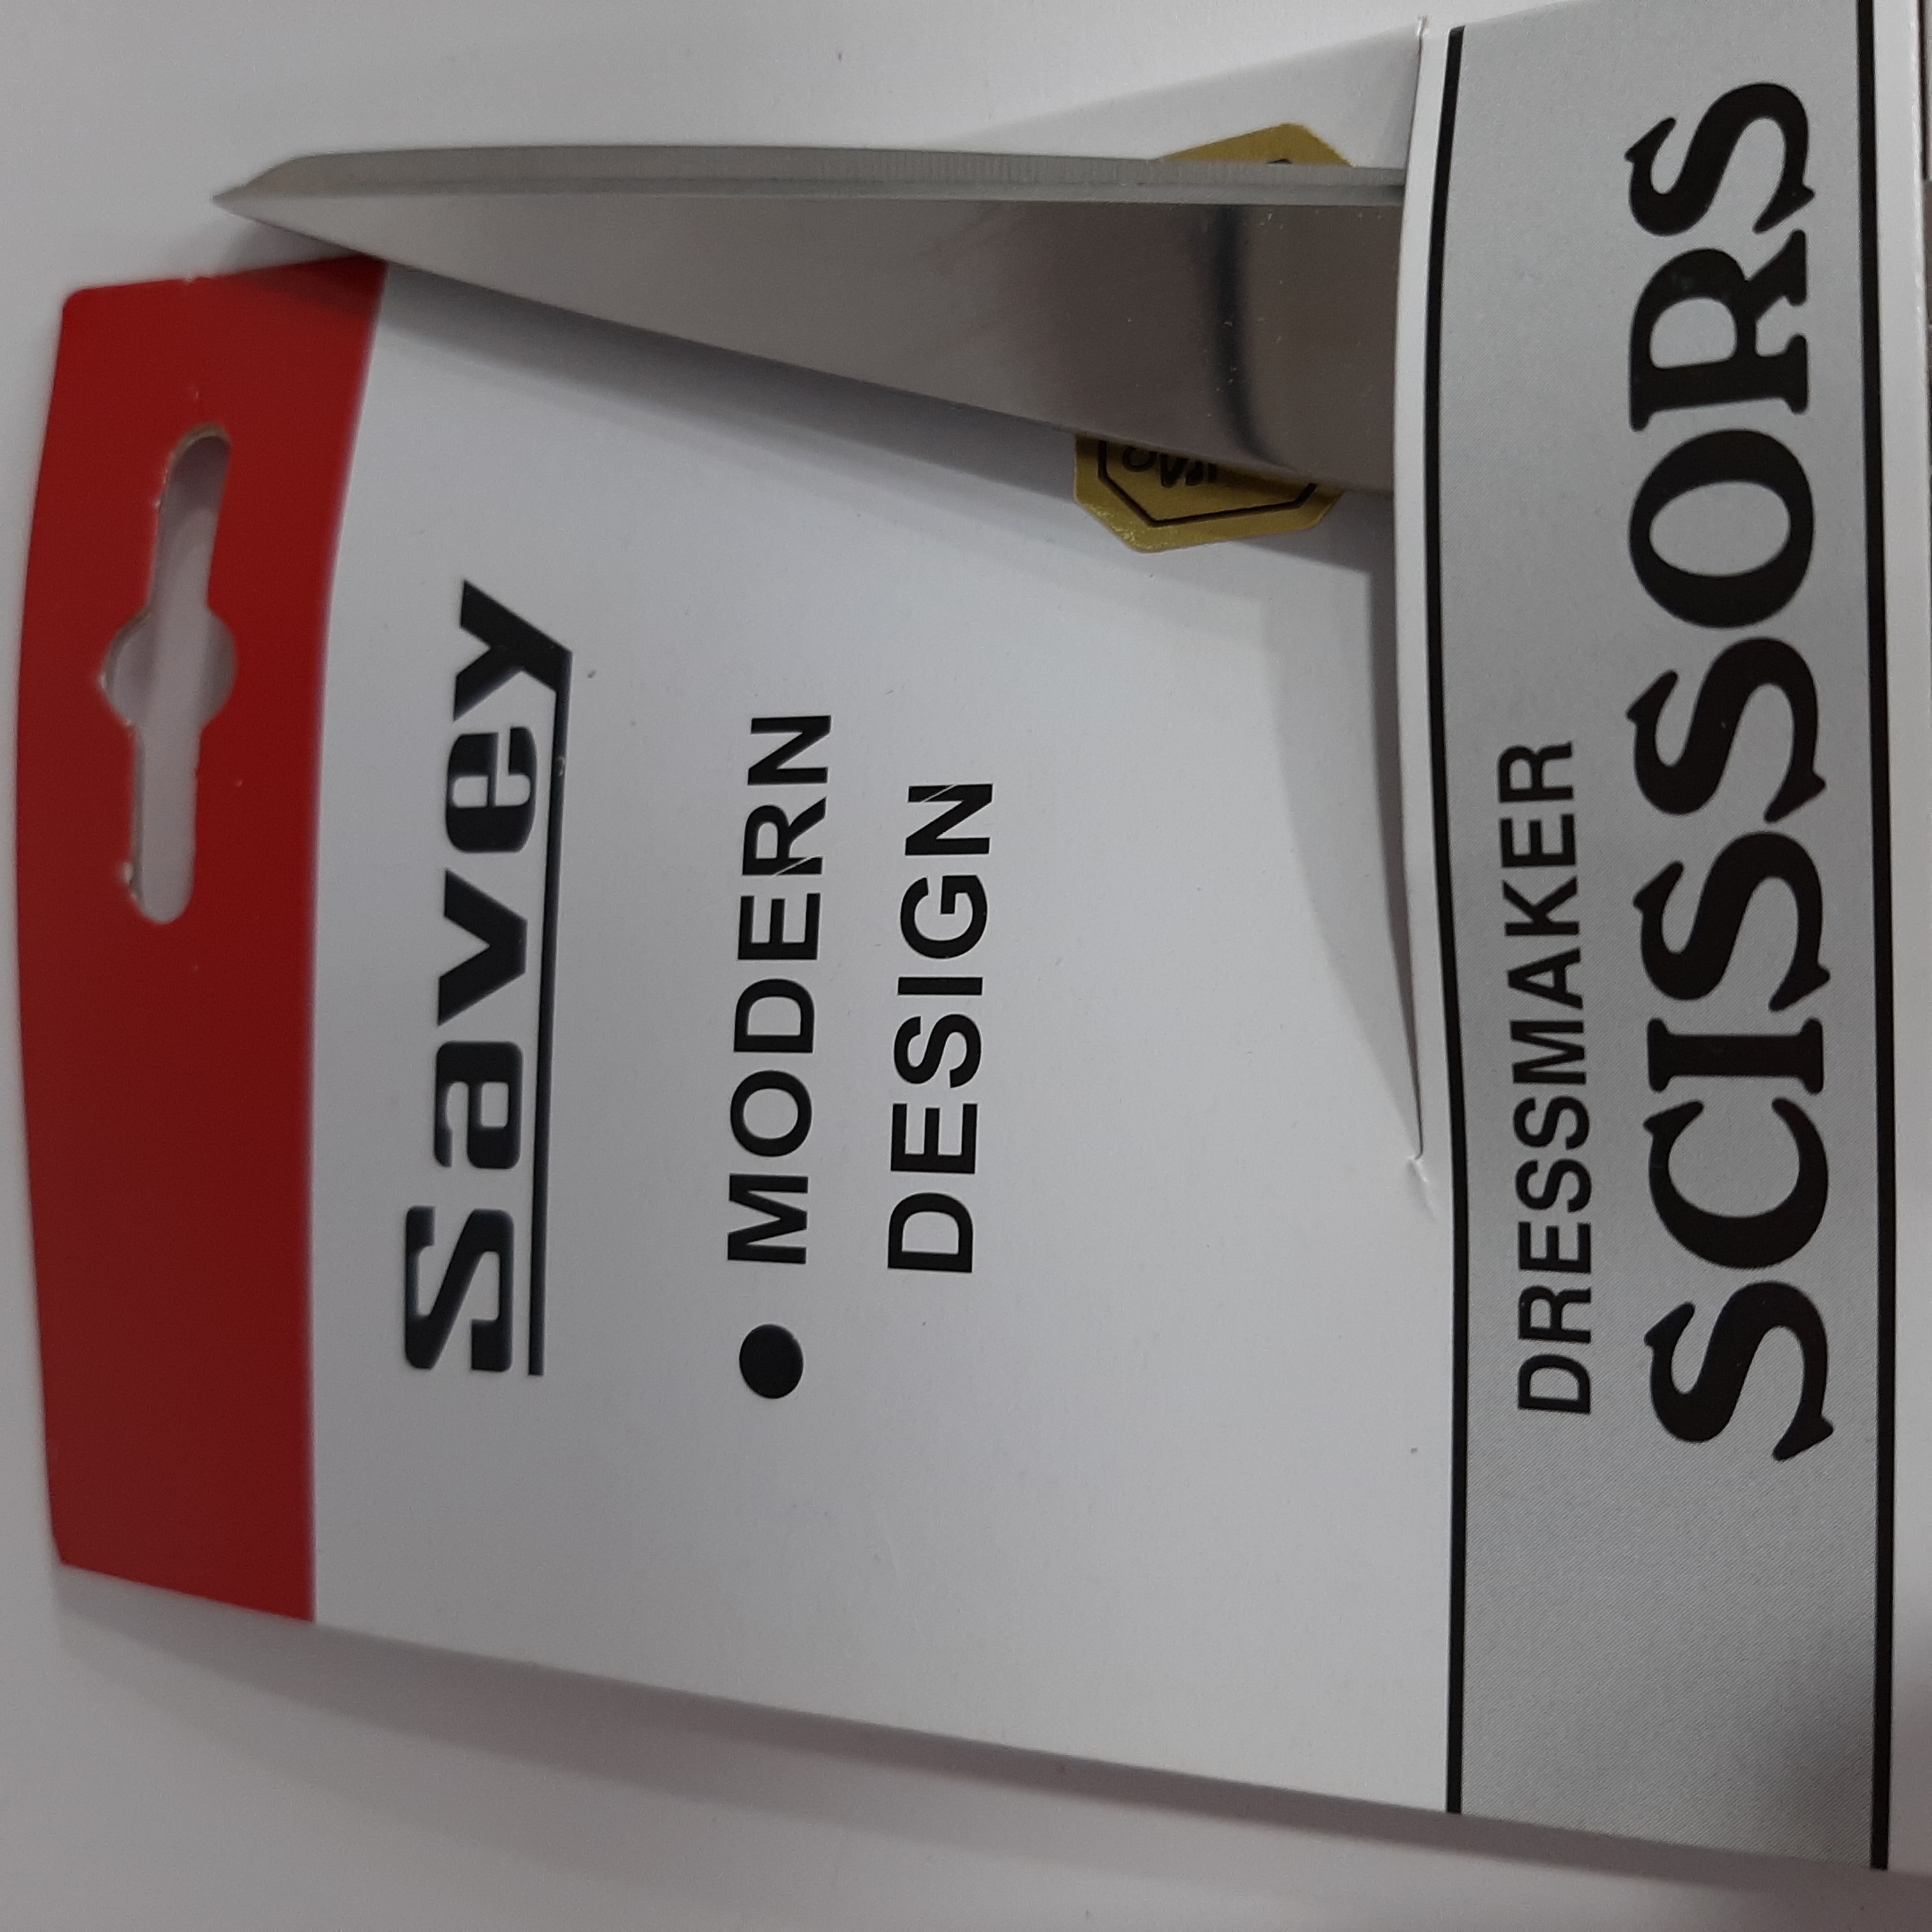 Savey
● MODERN
DESIGN
DRESSMAKER
SCISSORS